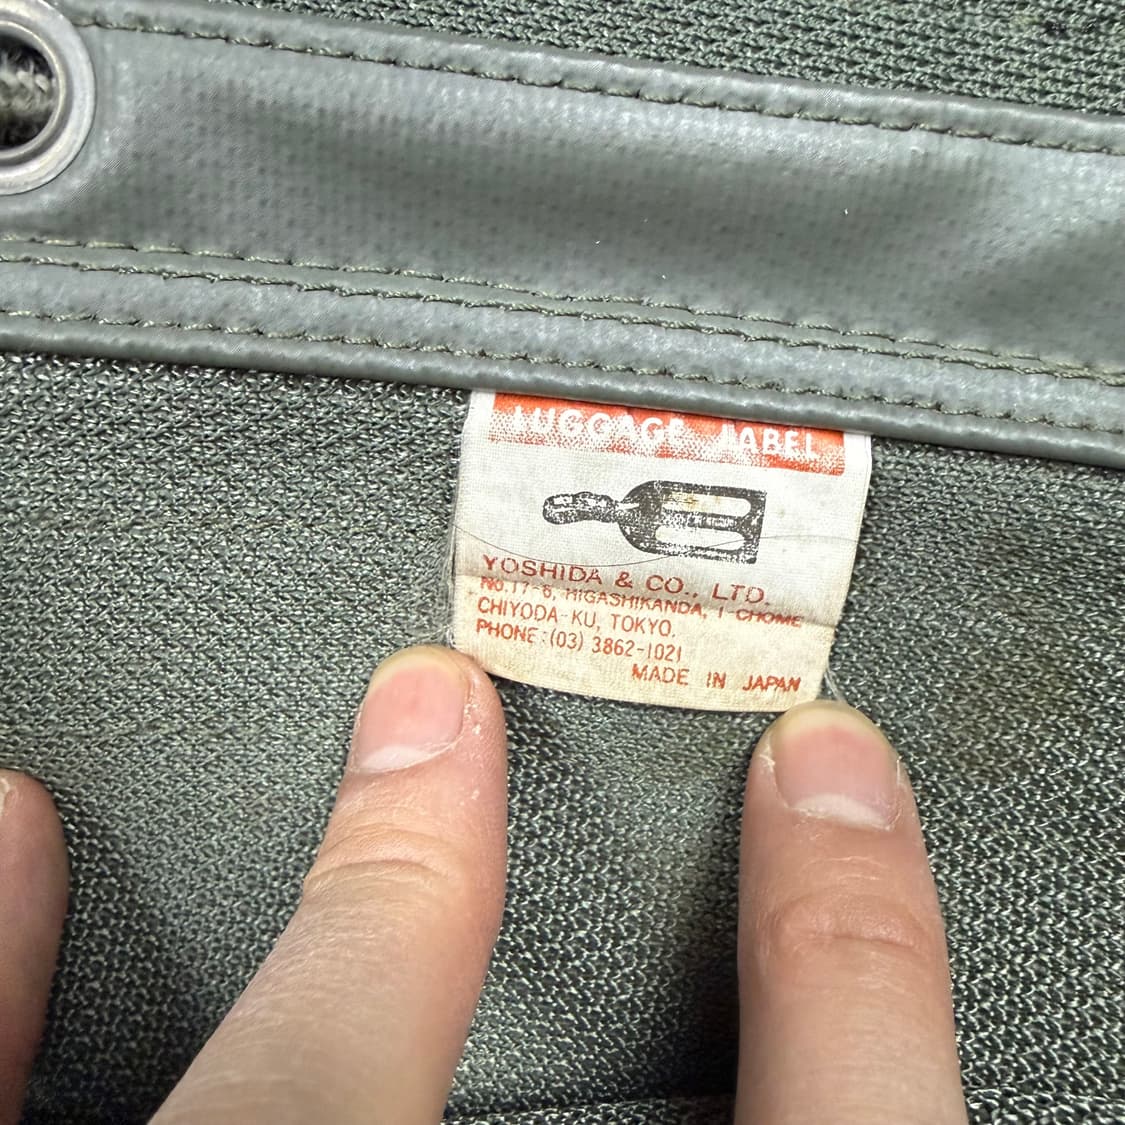 LUGGAGE LABEL
YOSHIDA & CO., LTD.
NO.17-6, HIGASHIKANDA, 1-CHOME
CHIYODA-KU, TOKYO.
PHONE:(03) 3862-1021
MADE IN JAPAN